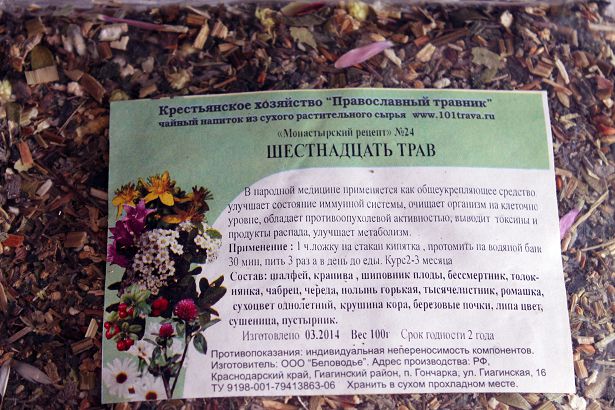 Крестьянское хозяйство "Православный травник"
чайный напиток из сухого растительного сырья www.101trava.ru
«Монастырский рецепт» №24
ШЕСТНАДЦАТЬ ТРАВ
В народной медицине применяется как общеукрепляющее средство
улучшает состояние иммунной системы, очищает организм на клеточно
уровне, обладает противоопухолевой активностью, выводит токсины и
продукты распада, улучшает метаболизм.
Применение : 1 ч.ложку на стакан кипятка , протомить на водяной бан
30 мин, пить 3 раз а в день до еды. Курс2-3 месяца
Состав: шалфей, крапива , шиповник плоды, бессмертник, толок-
нянка, чабрец, череда, полынь горькая, тысячелистник, ромашка,
сухоцвет однолетний, крушина кора, березовые почки, липа цвет,
сушеница, пустырник.
Изготовлено 03.2014 Вес 100г Срок годности 2 года
Противопоказания: индивидуальная непереносимость компонентов.
Изготовитель: ООО "Беловодье". Адрес производства: РФ,
Краснодарский край, Гиагинский район, п. Гончарка, ул. Гиагинская, 16
ТУ 9198-001-79413863-06 Хранить в сухом прохладном месте.